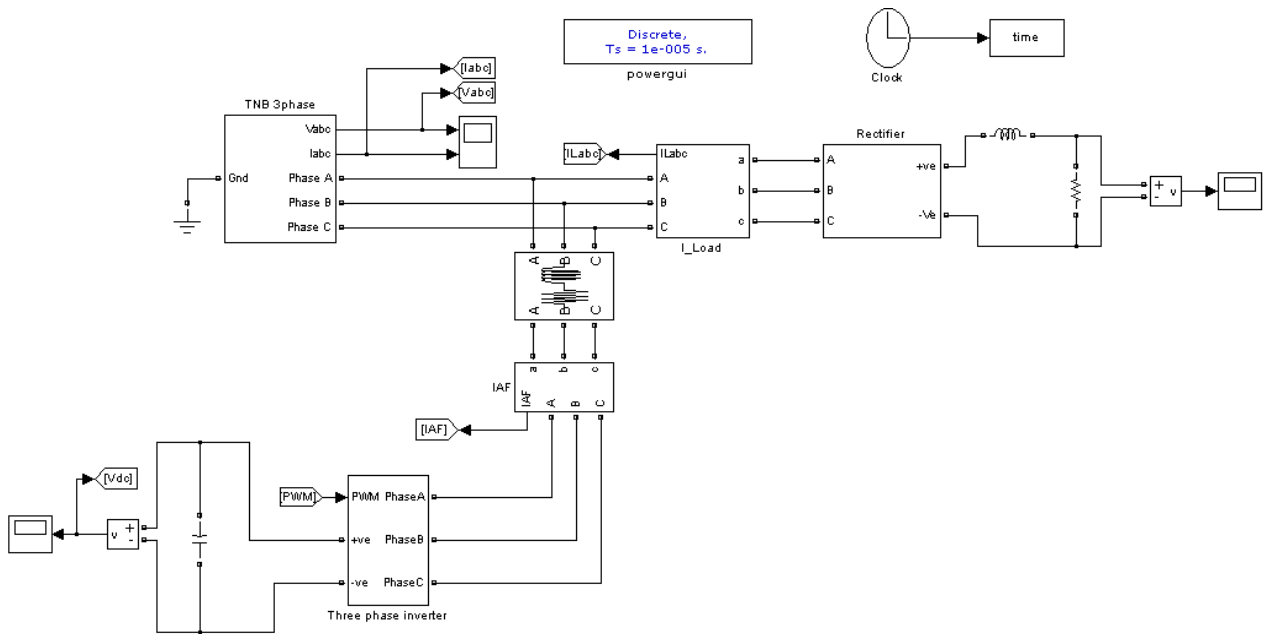 Discrete,
Ts = 1e-005 s.
powergui
time
Clock
[Iabc]
[Vabc]
TNB 3phase
Vabc
Iabc
Gnd
Phase A
Phase B
Phase C
[ILabc]
ILabc
A
B
C
a
b
c
I_Load
Rectifier
A
B
C
+ve
-Ve
+
-
v
A
B
C
A
B
C
IAF
a
b
c
IAF
A
B
C
[IAF]
[Vdc]
v
+
-
[PWM]
PWM
PhaseA
+ve
PhaseB
-ve
PhaseC
Three phase inverter